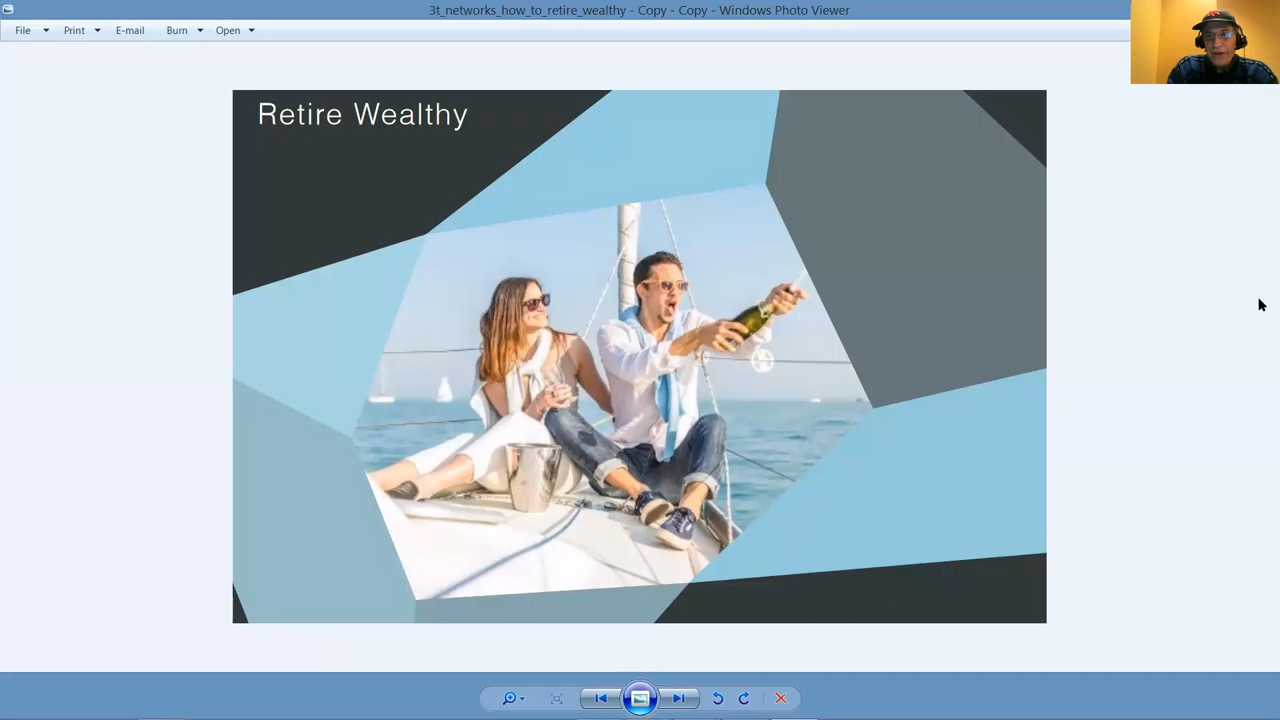 3t_networks_how_to_retire_wealthy - Copy - Copy - Windows Photo Viewer
File Print E-mail Burn Open
Retire Wealthy